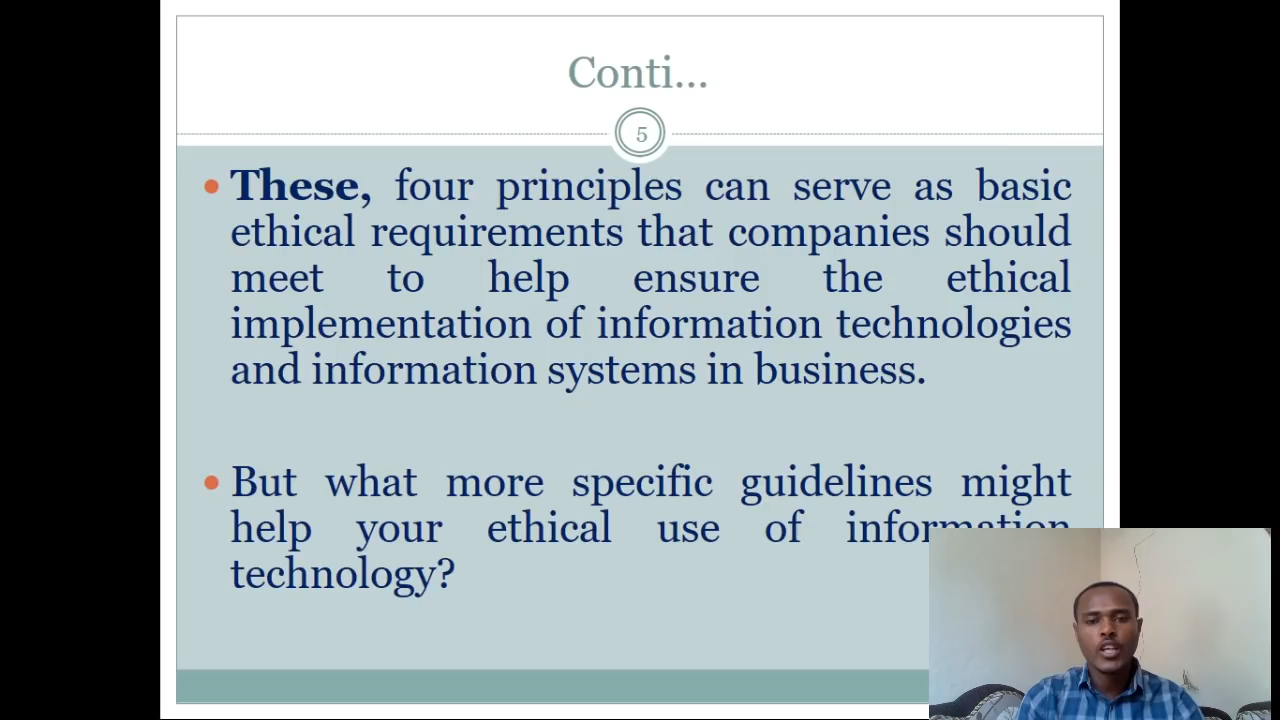 Conti...
5
These, four principles can serve as basic
ethical requirements that companies should
meet to help ensure the ethical
implementation of information technologies
and information systems in business.
But what more specific guidelines might
help your ethical use of information
technology?